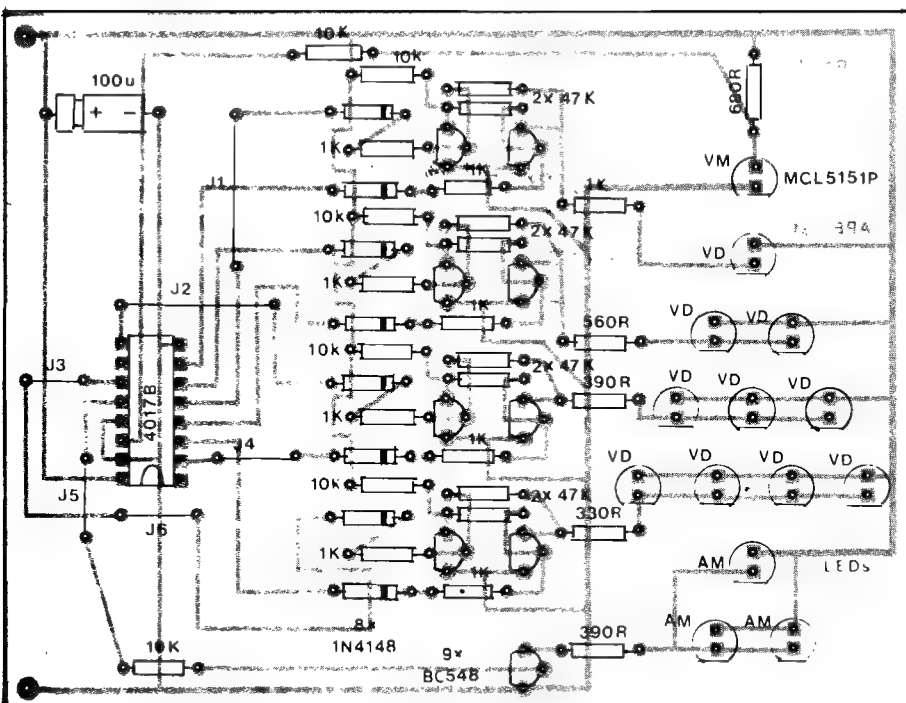 10K
10K
100u
+ -
2x 47K
690R
1K
VM
MCL5151P
J1
1K
1K
10k
2x 47K
VD
1K
J2
1K
560R
VD
VD
10k
2x 47K
J3
4017B
390R
VD
VD
VD
1K
1K
J4
VD
VD
VD
VD
10k
2x 47K
J5
330R
J6
1K
1K
AM
LEDs
8x
1N4148
390R
AM
AM
10K
9x
BC548